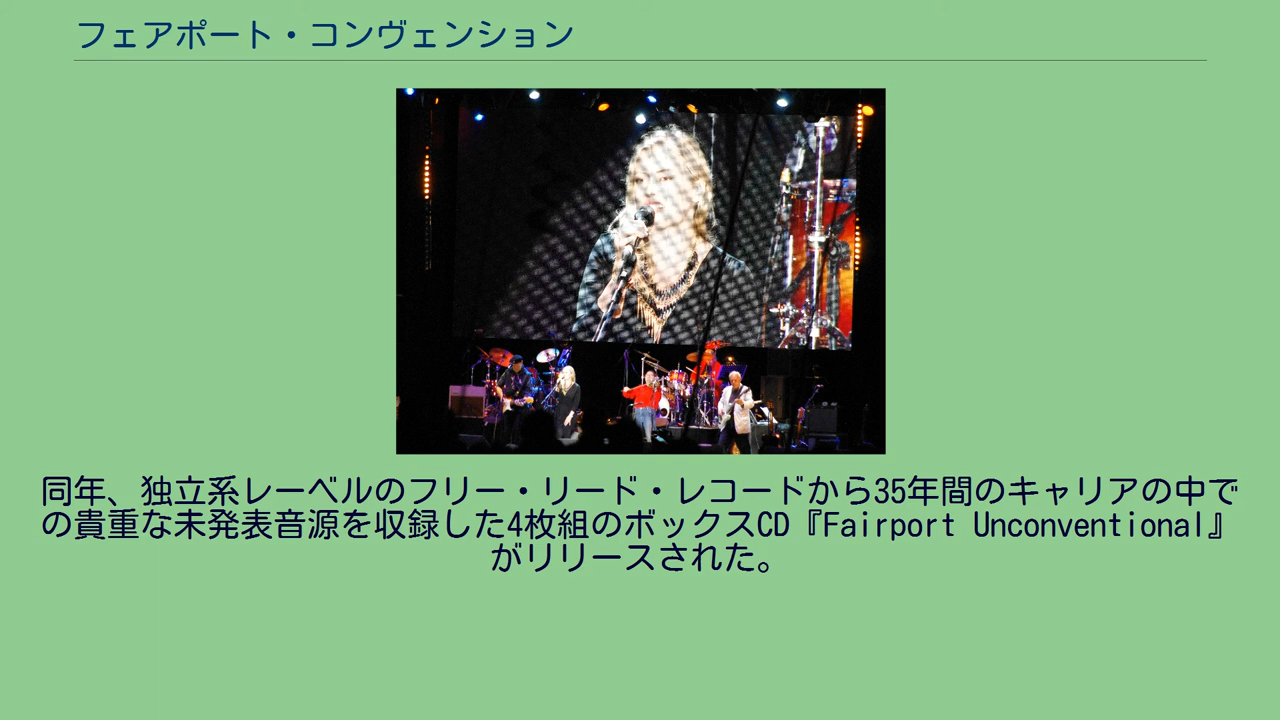 フェアポート・コンヴェンション
同年、独立系レーベルのフリー・リード・レコードから35年間のキャリアの中で
の貴重な未発表音源を収録した4枚組のボックスCD『Fairport Unconventional』
がリリースされた。